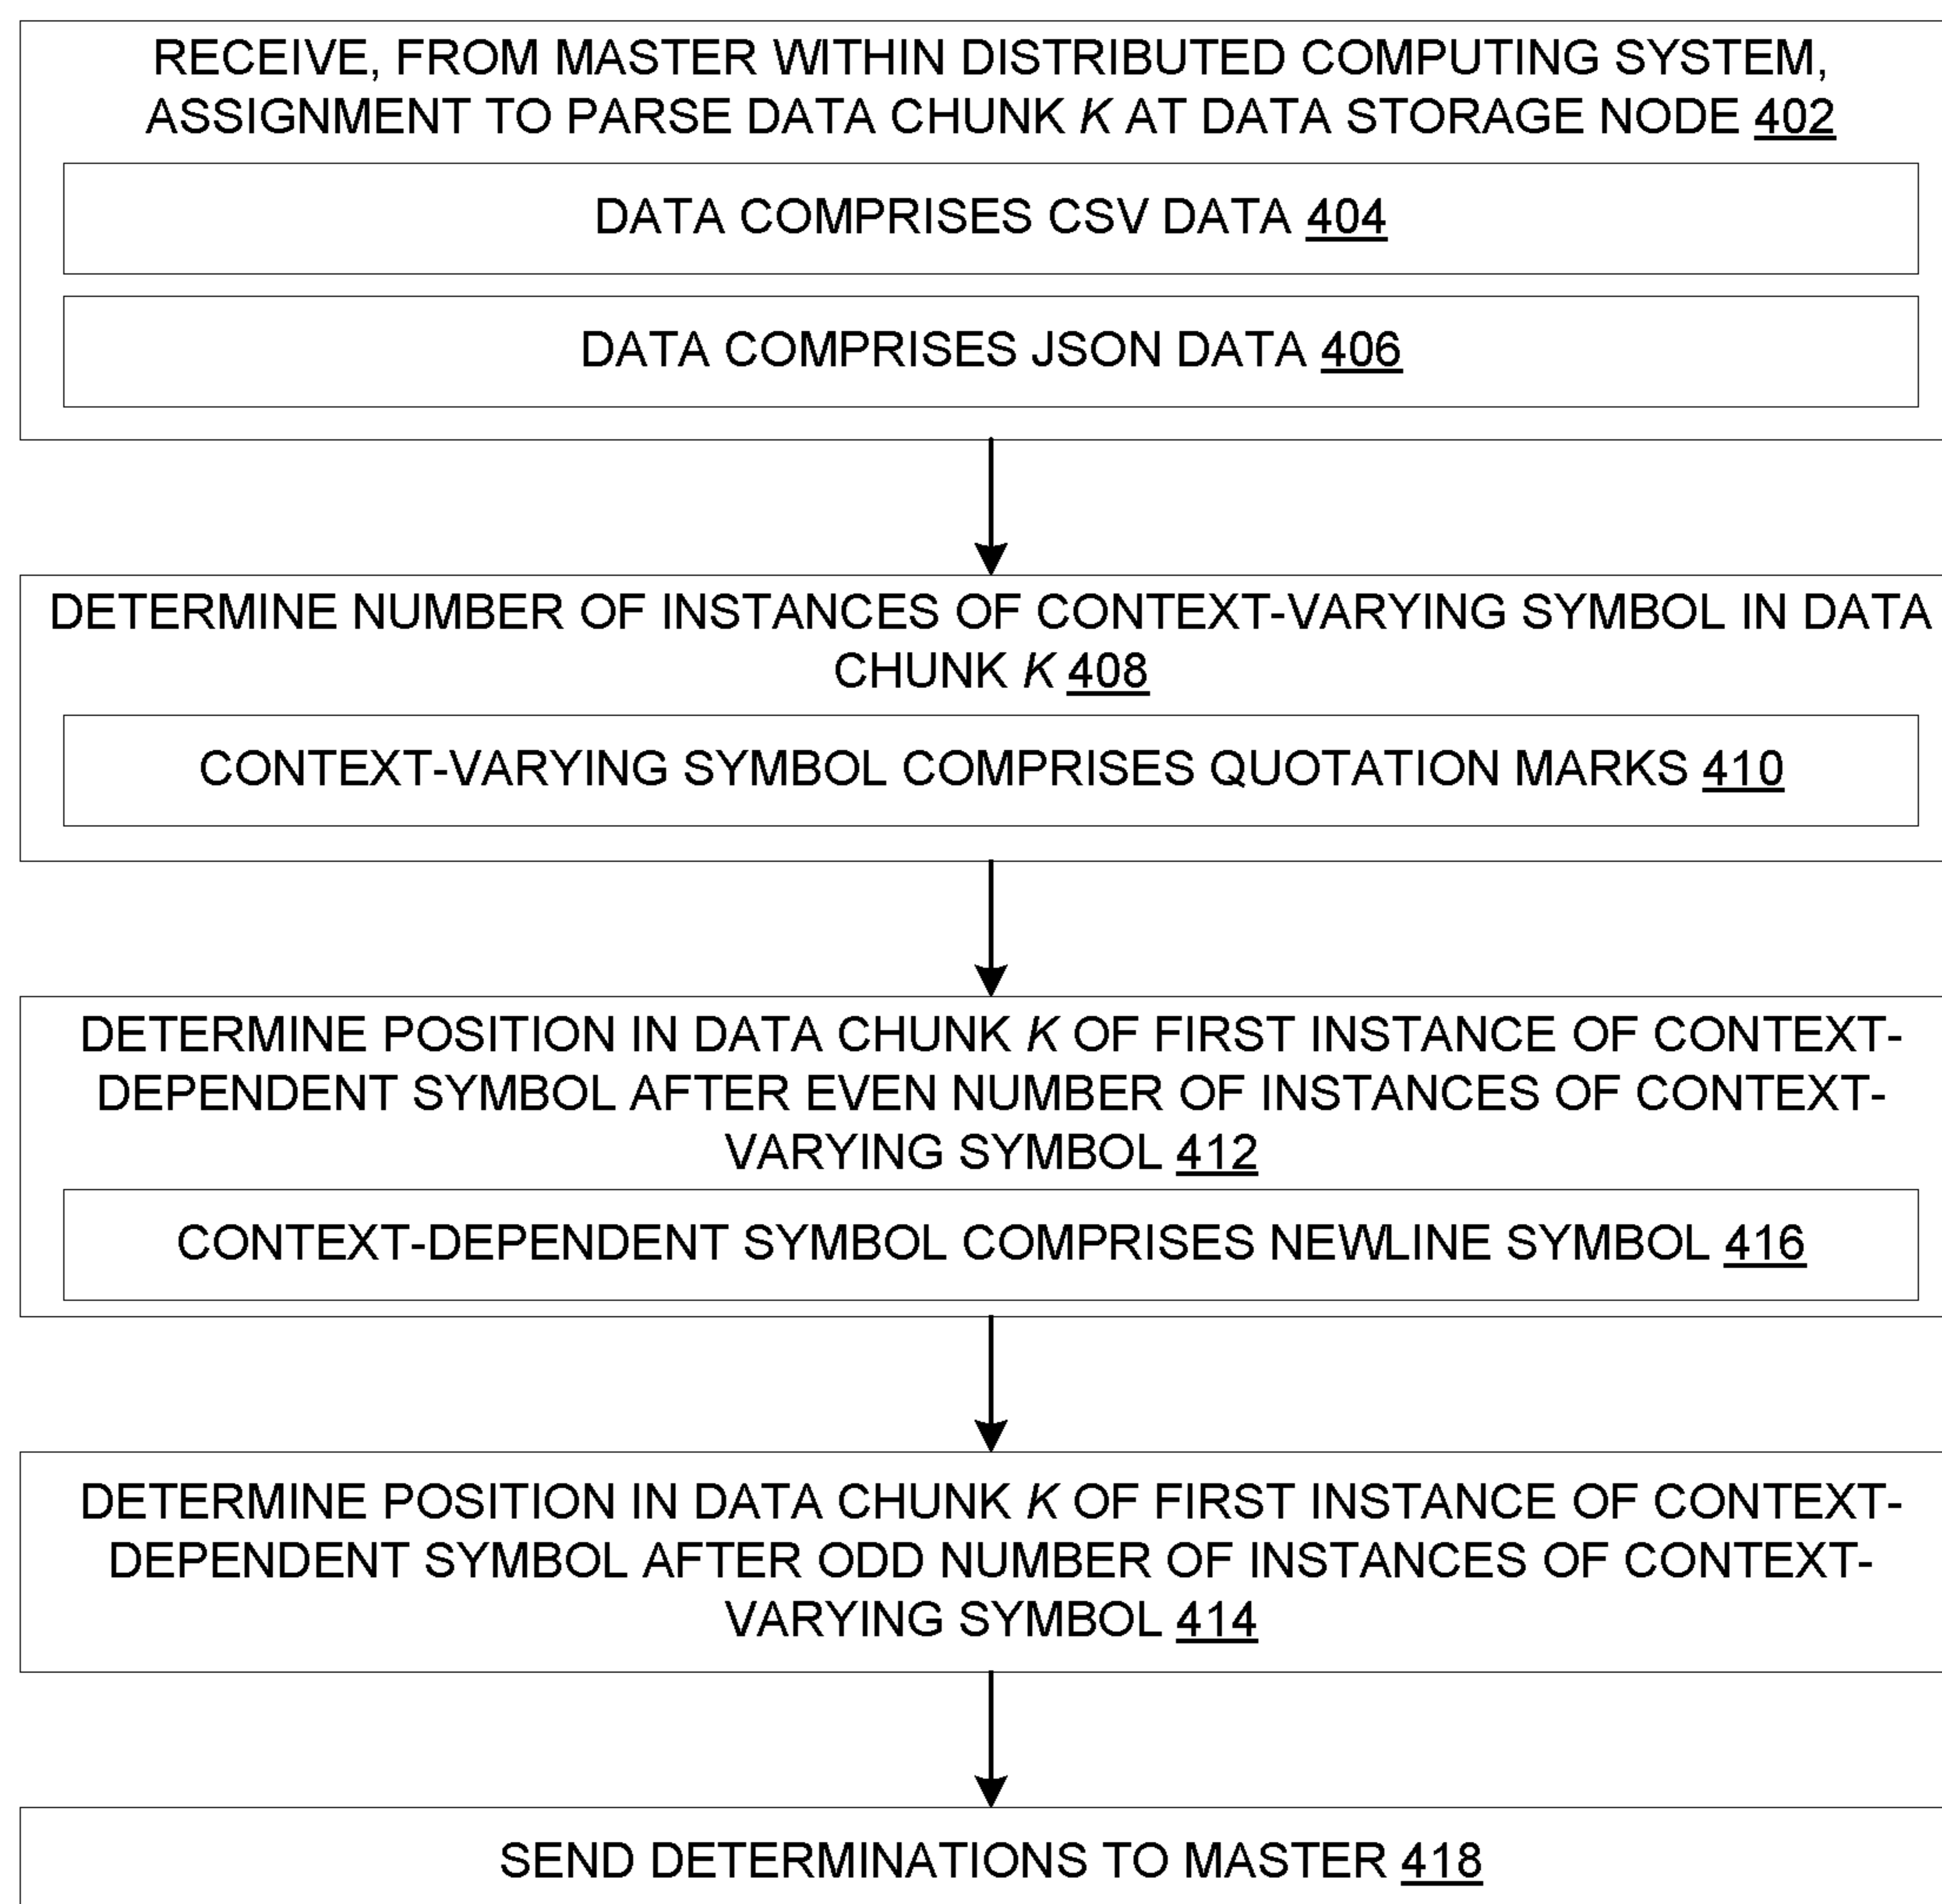 RECEIVE, FROM MASTER WITHIN DISTRIBUTED COMPUTING SYSTEM,
ASSIGNMENT TO PARSE DATA CHUNK K AT DATA STORAGE NODE 402
DATA COMPRISES CSV DATA 404
DATA COMPRISES JSON DATA 406
DETERMINE NUMBER OF INSTANCES OF CONTEXT-VARYING SYMBOL IN DATA
CHUNK K 408
CONTEXT-VARYING SYMBOL COMPRISES QUOTATION MARKS 410
DETERMINE POSITION IN DATA CHUNK K OF FIRST INSTANCE OF CONTEXT-
DEPENDENT SYMBOL AFTER EVEN NUMBER OF INSTANCES OF CONTEXT-
VARYING SYMBOL 412
CONTEXT-DEPENDENT SYMBOL COMPRISES NEWLINE SYMBOL 416
DETERMINE POSITION IN DATA CHUNK K OF FIRST INSTANCE OF CONTEXT-
DEPENDENT SYMBOL AFTER ODD NUMBER OF INSTANCES OF CONTEXT-
VARYING SYMBOL 414
SEND DETERMINATIONS TO MASTER 418